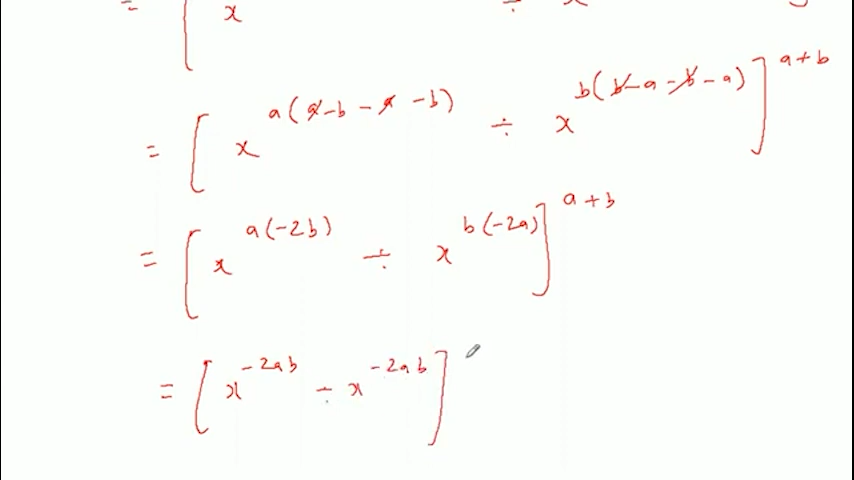 = [ x ÷ x
= [ x^a(a-b-a-b) ÷ x^b(b-a-b-a) ]^a+b
= [ x^a(-2b) ÷ x^b(-2a) ]^a+b
= [ x^-2ab ÷ x^-2ab ]